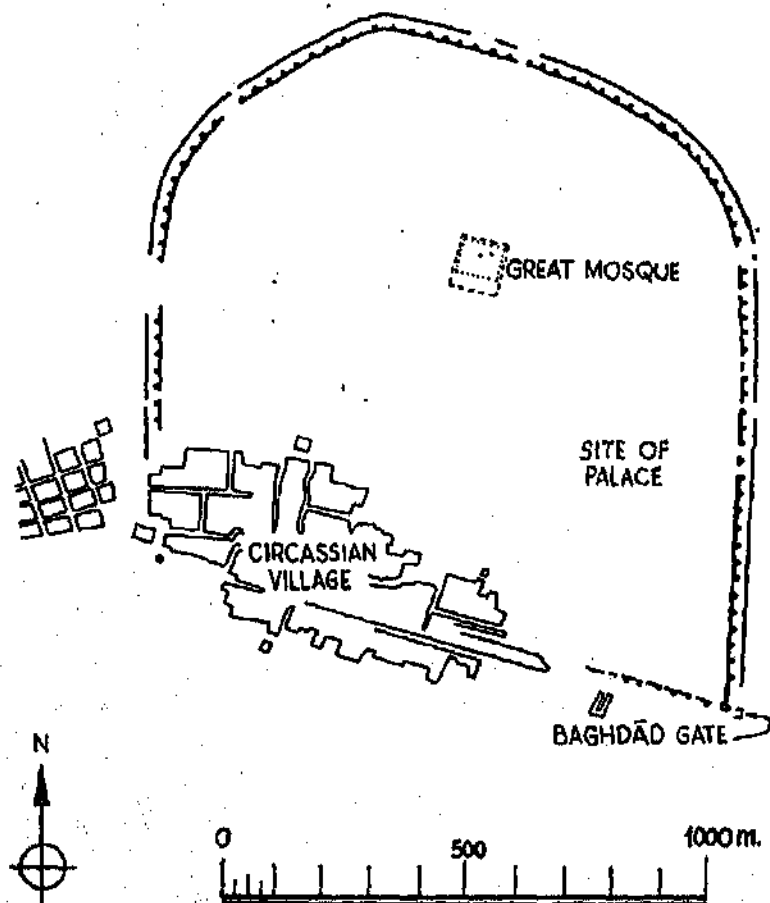 GREAT MOSQUE
SITE OF
PALACE
CIRCASSIAN
VILLAGE
BAGHDĀD GATE
N
0
500
1000 m.